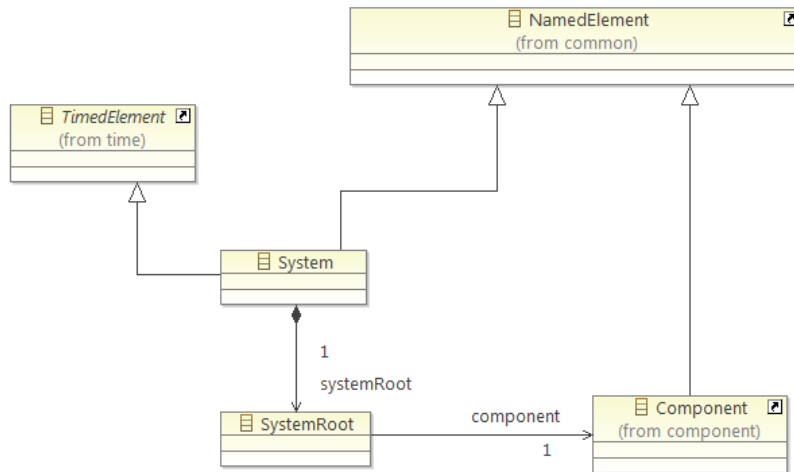 NamedElement
(from common)
TimedElement
(from time)
System
1
systemRoot
SystemRoot
component
1
Component
(from component)